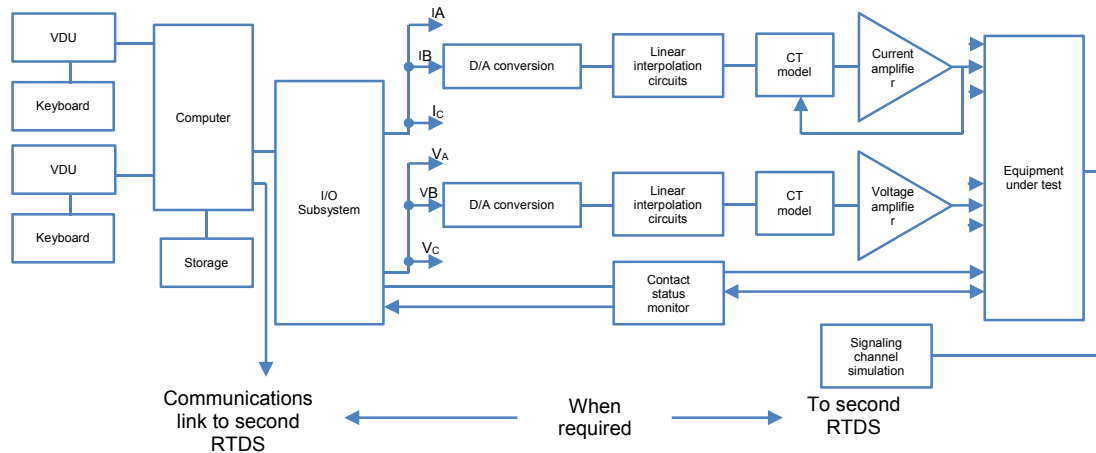 VDU
Keyboard
VDU
Keyboard
Computer
Storage
I/O
Subsystem
IA
IB
IC
VA
VB
VC
D/A conversion
Linear
interpolation
circuits
CT
model
Current
amplifie
r
D/A conversion
Linear
interpolation
circuits
CT
model
Voltage
amplifie
r
Contact
status
monitor
Equipment
under test
Signaling
channel
simulation
Communications
link to second
RTDS
When
required
To second
RTDS